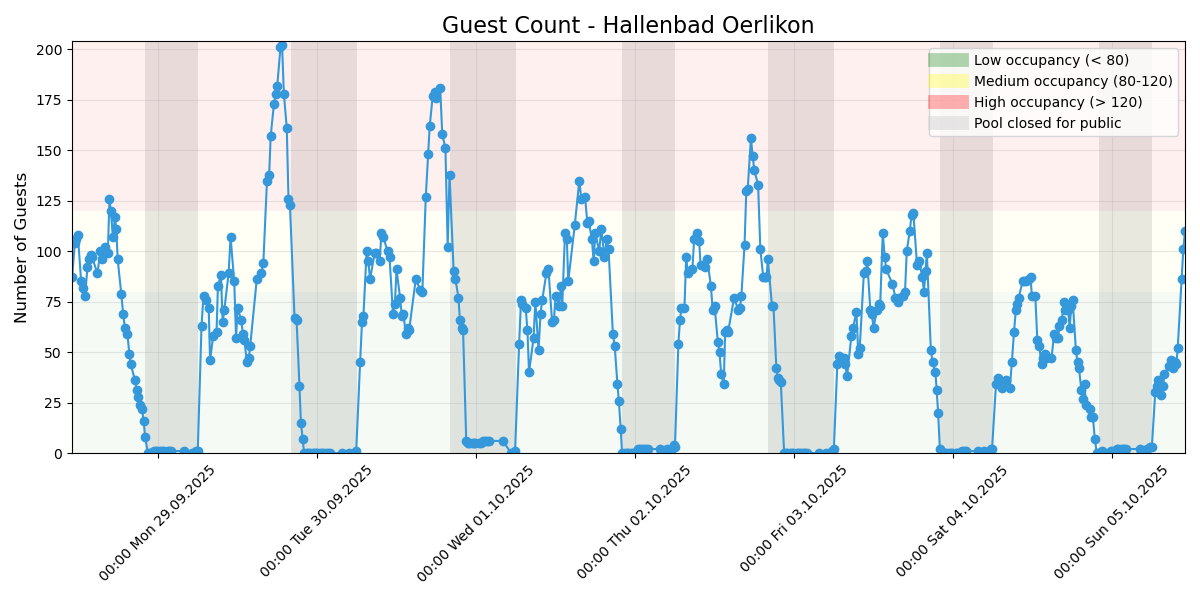 Guest Count - Hallenbad Oerlikon
Number of Guests
200
175
150
125
100
75
50
25
0
Low occupancy (< 80)
Medium occupancy (80-120)
High occupancy (> 120)
Pool closed for public
00:00 Mon 29.09.2025
00:00 Tue 30.09.2025
00:00 Wed 01.10.2025
00:00 Thu 02.10.2025
00:00 Fri 03.10.2025
00:00 Sat 04.10.2025
00:00 Sun 05.10.2025